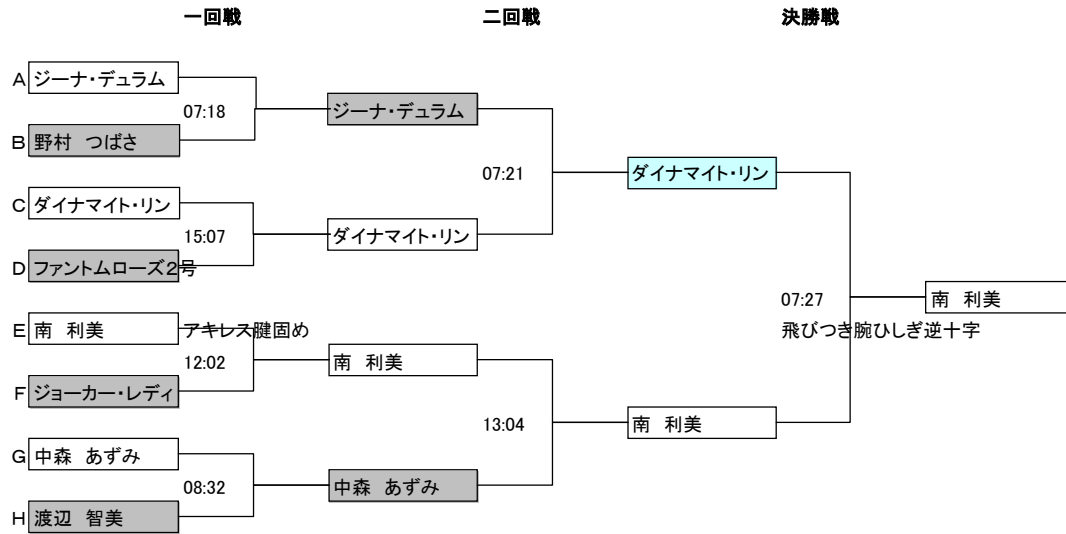 一回戦 二回戦 決勝戦
A ジーナ・デュラム
07:18 ジーナ・デュラム
B 野村 つばさ
07:21 ダイナマイト・リン
C ダイナマイト・リン
15:07 ダイナマイト・リン
D ファントムローズ2号
07:27 南 利美
E 南 利美 アキレス腱固め 飛びつき腕ひしぎ逆十字
12:02 南 利美
F ジョーカー・レディ
13:04 南 利美
G 中森 あずみ
08:32 中森 あずみ
H 渡辺 智美